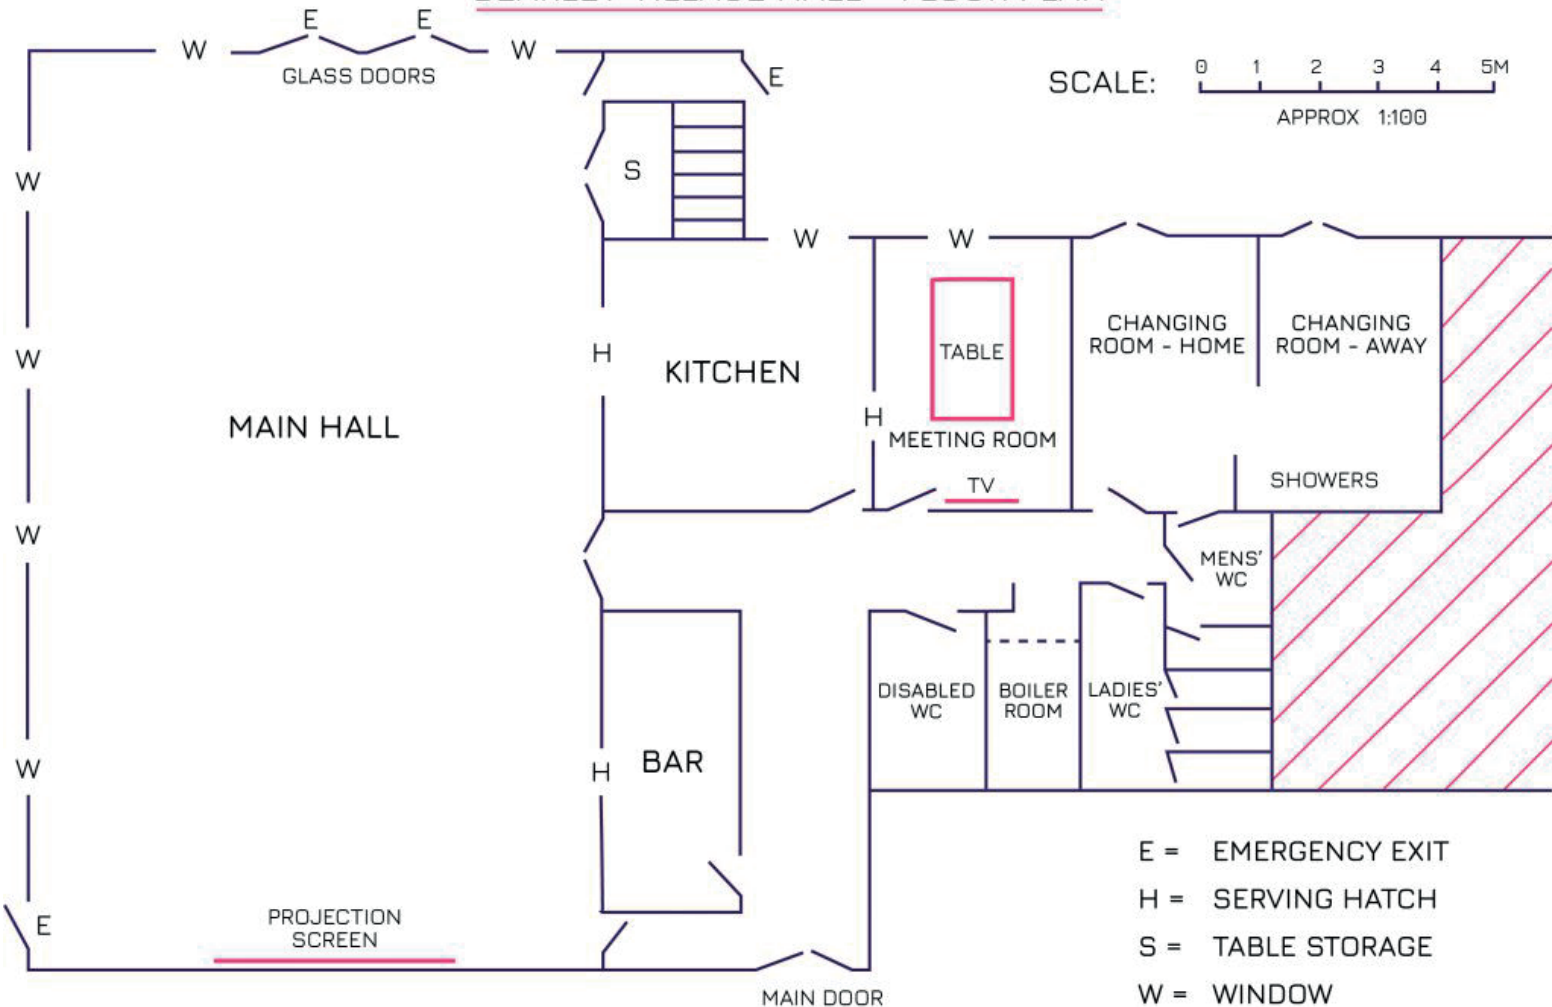 E E
W W
GLASS DOORS
E
SCALE:
0 1 2 3 4 5M
APPROX 1:100
W
S
W W
CHANGING
ROOM - HOME
CHANGING
ROOM - AWAY
W
H
KITCHEN
TABLE
MAIN HALL
H
MEETING ROOM
TV
SHOWERS
W
MENS'
WC
DISABLED
WC
BOILER
ROOM
LADIES'
WC
W
H
BAR
E
PROJECTION
SCREEN
MAIN DOOR
E = EMERGENCY EXIT
H = SERVING HATCH
S = TABLE STORAGE
W = WINDOW